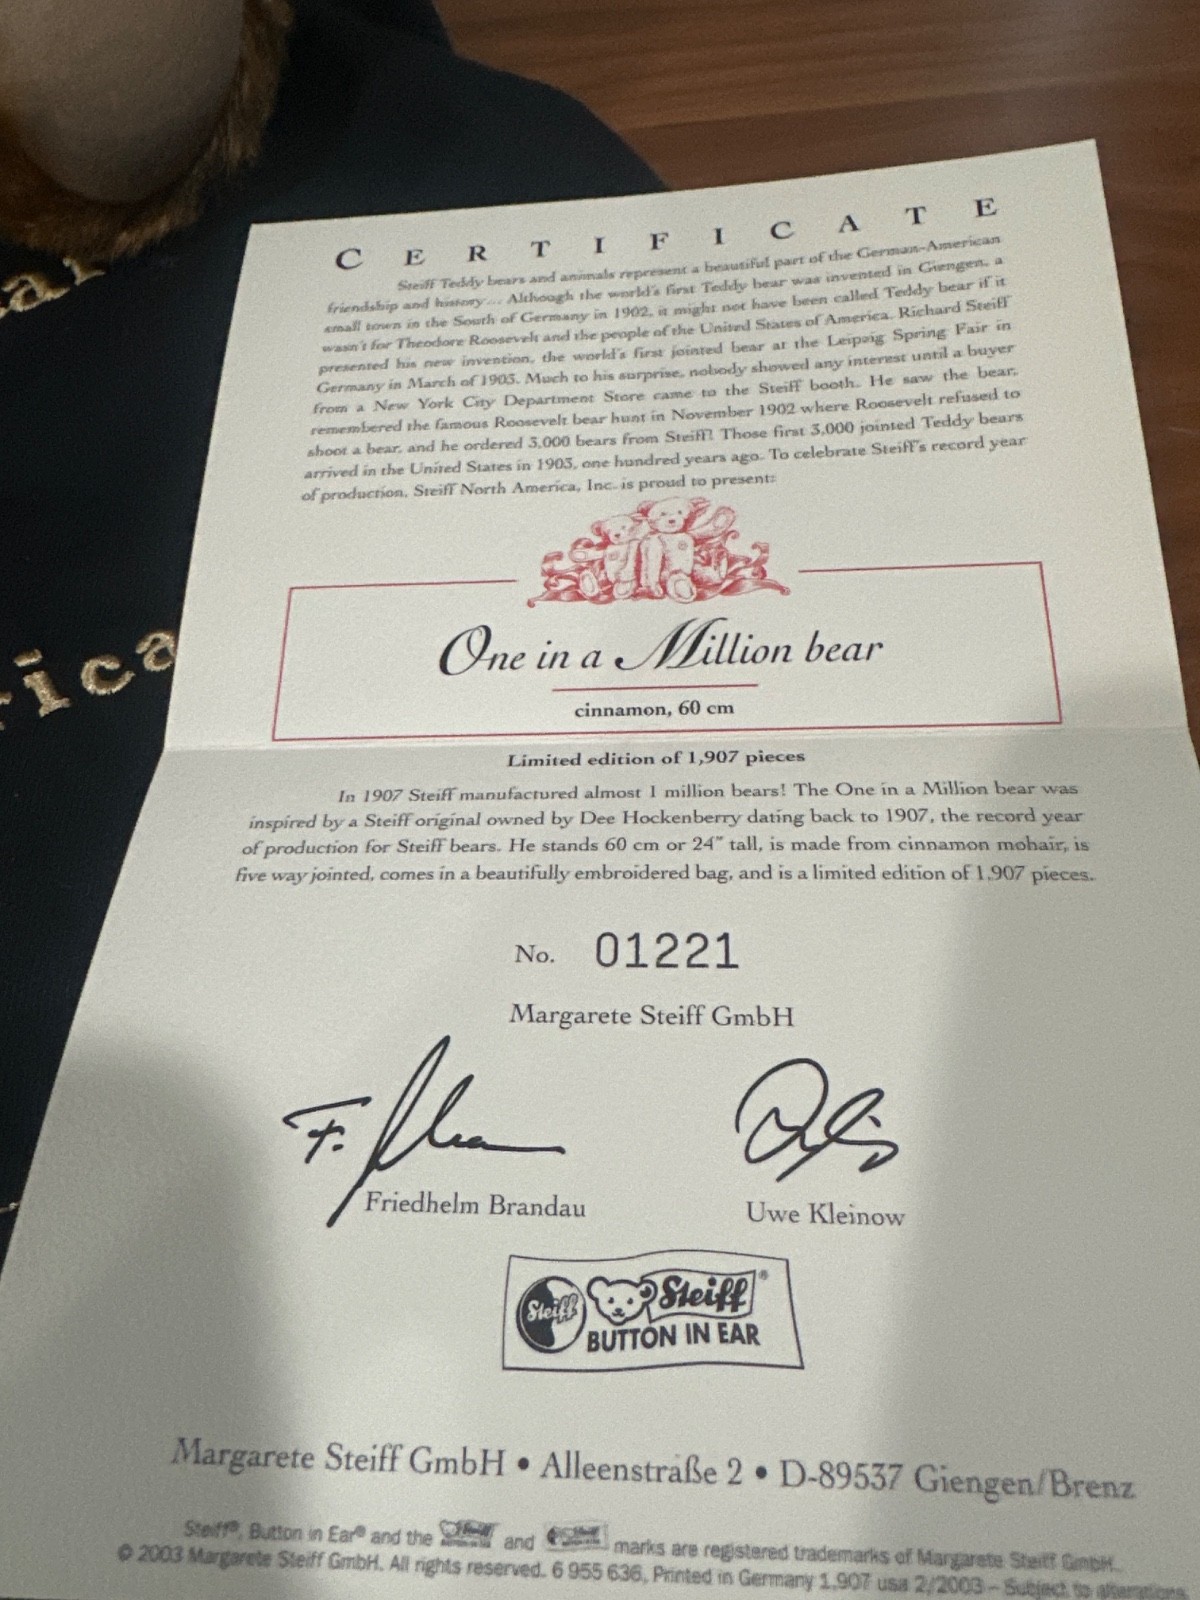 CERTIFICATE
Steiff Teddy bears and animals represent a beautiful part of the German-American
friendship and history... Although the world's first Teddy bear was invented in Giengen, a
small town in the South of Germany in 1902, it might not have been called Teddy bear if it
wasn't for Theodore Roosevelt and the people of the United States of America. Richard Steiff
presented his new invention, the world's first jointed bear at the Leipzig Spring Fair in
Germany in March of 1903. Much to his surprise, nobody showed any interest until a buyer
from a New York City Department Store came to the Steiff booth. He saw the bear,
remembered the famous Roosevelt bear hunt in November 1902 where Roosevelt refused to
shoot a bear, and he ordered 3,000 bears from Steiff! Those first 3,000 jointed Teddy bears
arrived in the United States in 1903, one hundred years ago. To celebrate Steiff's record year
of production, Steiff North America, Inc. is proud to present:
One in a Million bear
cinnamon, 60 cm
Limited edition of 1,907 pieces
In 1907 Steiff manufactured almost 1 million bears! The One in a Million bear was
inspired by a Steiff original owned by Dee Hockenberry dating back to 1907, the record year
of production for Steiff bears. He stands 60 cm or 24" tall, is made from cinnamon mohair, is
five way jointed, comes in a beautifully embroidered bag, and is a limited edition of 1,907 pieces.
No. 01221
Margarete Steiff GmbH
Friedhelm Brandau
Uwe Kleinow
Steiff Steiff®
BUTTON IN EAR
Margarete Steiff GmbH • Alleenstraße 2 • D-89537 Giengen/Brenz
Steiff®, Button in Ear® and the Steiff and Steiff marks are registered trademarks of Margarete Steiff GmbH.
© 2003 Margarete Steiff GmbH. All rights reserved. 6 955 636, Printed in Germany 1.907 usa 2/2003 – Subject to alterations
ica